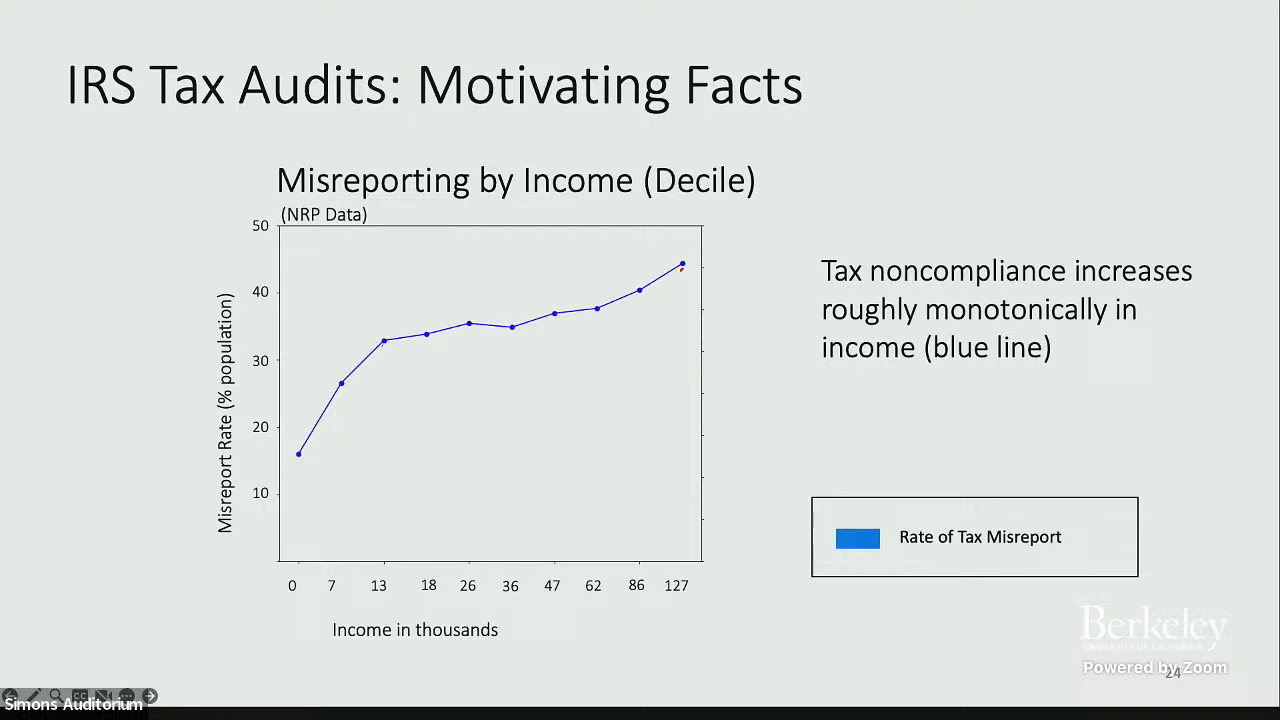 IRS Tax Audits: Motivating Facts
Misreporting by Income (Decile)
(NRP Data)
50
40
30
20
10
Misreport Rate (% population)
0 7 13 18 26 36 47 62 86 127
Income in thousands
Tax noncompliance increases
roughly monotonically in
income (blue line)
Rate of Tax Misreport
Berkeley
UNIVERSITY OF CALIFORNIA
Powered by Zoom
24
CC
Simons Auditorium